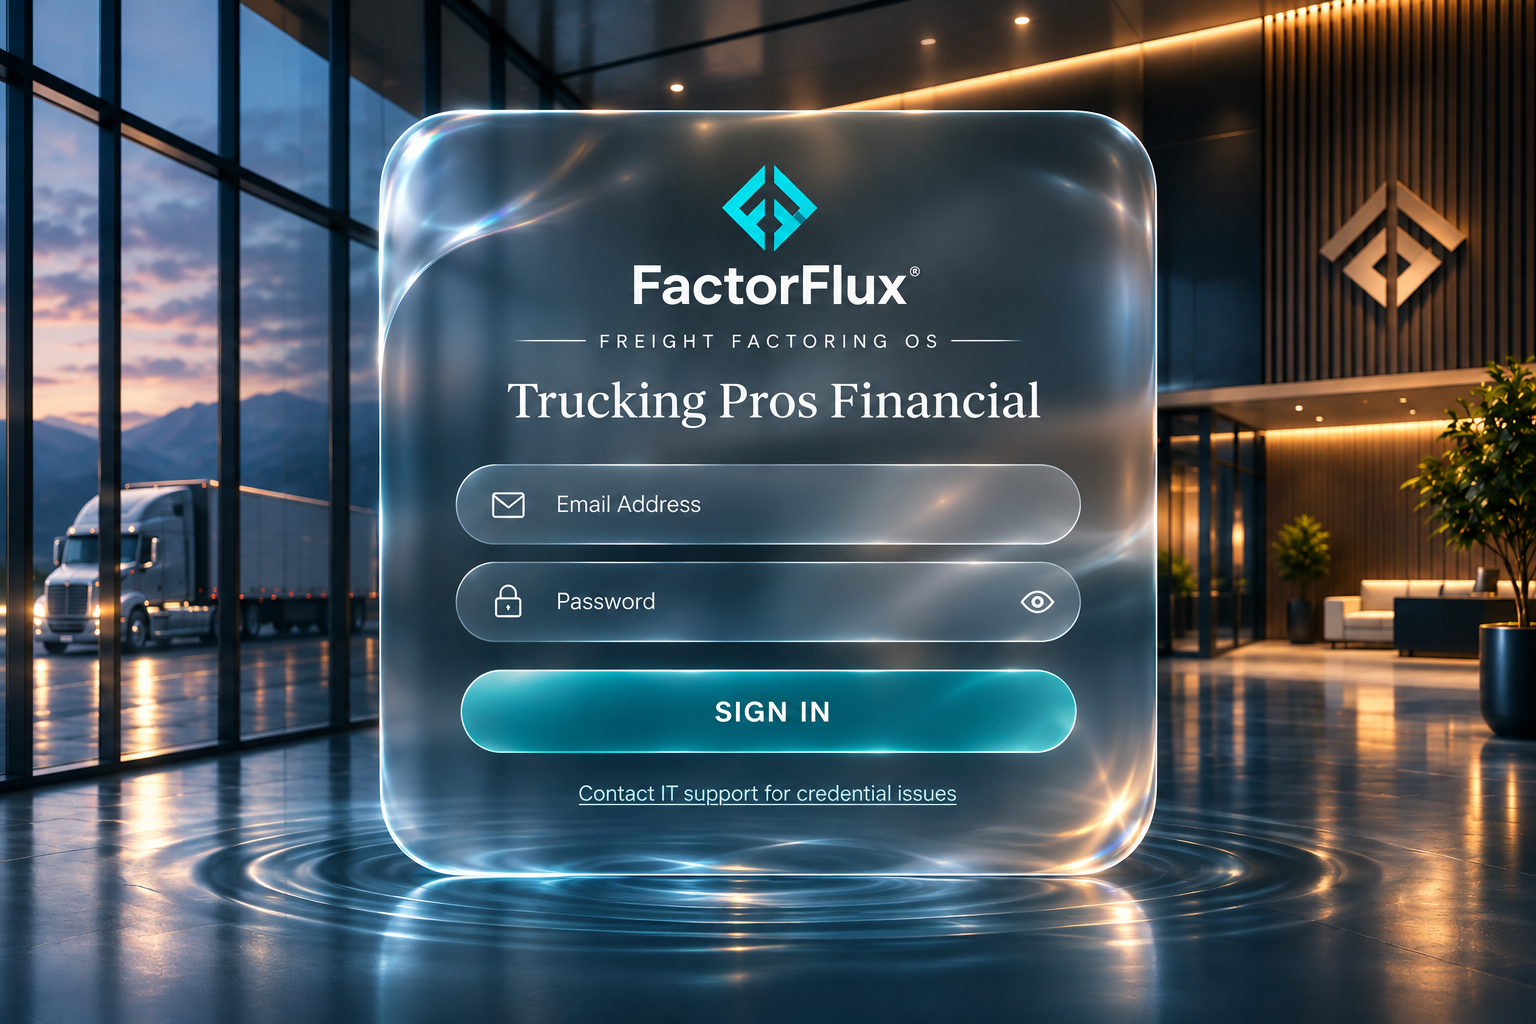 FactorFlux®
FREIGHT FACTORING OS
Trucking Pros Financial
Email Address
Password
SIGN IN
Contact IT support for credential issues